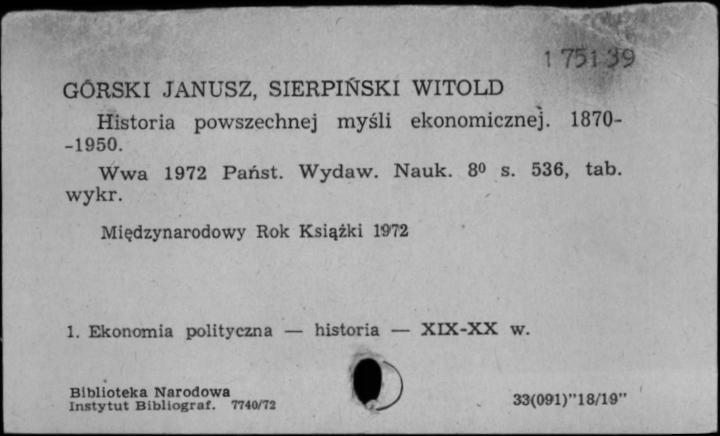 1 75139
GÓRSKI JANUSZ, SIERPIŃSKI WITOLD
Historia powszechnej myśli ekonomicznej. 1870-
-1950.
Wwa 1972 Państ. Wydaw. Nauk. 8⁰ s. 536, tab.
wykr.
Międzynarodowy Rok Książki 1972
1. Ekonomia polityczna — historia — XIX-XX w.
Biblioteka Narodowa
Instytut Bibliograf. 7740/72
33(091)"18/19"